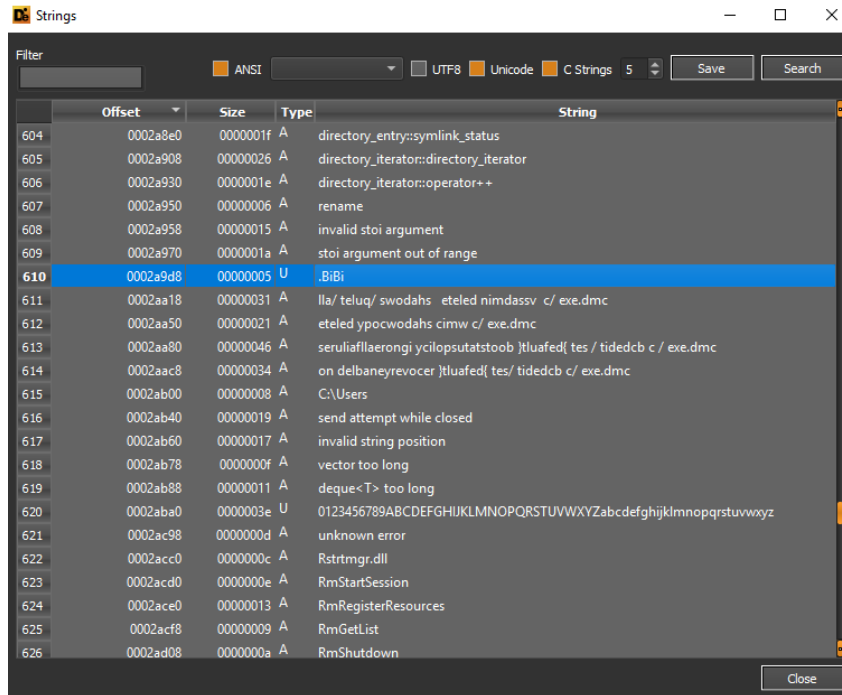 De Strings
Filter
ANSI UTF8 Unicode C Strings 5 Save Search
Offset Size Type String
604 0002a8e0 0000001f A directory_entry::symlink_status
605 0002a908 00000026 A directory_iterator::directory_iterator
606 0002a930 0000001e A directory_iterator::operator++
607 0002a950 00000006 A rename
608 0002a958 00000015 A invalid stoi argument
609 0002a970 0000001a A stoi argument out of range
610 0002a9d8 00000005 U .BiBi
611 0002aa18 00000031 A lla/ teluq/ swodahs eteled nimdassv c/ exe.dmc
612 0002aa50 00000021 A eteled ypocwodahs cimw c/ exe.dmc
613 0002aa80 00000046 A seruliafllaerongi ycilopsutatstoob }tluafed{ tes / tidedcb c / exe.dmc
614 0002aac8 00000034 A on delbaneyrevocer }tluafed{ tes/ tidedcb c/ exe.dmc
615 0002ab00 00000008 A C:\Users
616 0002ab40 00000019 A send attempt while closed
617 0002ab60 00000017 A invalid string position
618 0002ab78 0000000f A vector too long
619 0002ab88 00000011 A deque<T> too long
620 0002aba0 0000003e U 0123456789ABCDEFGHIJKLMNOPQRSTUVWXYZabcdefghijklmnopqrstuvwxyz
621 0002ac98 0000000d A unknown error
622 0002acc0 0000000c A Rstrtmgr.dll
623 0002acd0 0000000e A RmStartSession
624 0002ace0 00000013 A RmRegisterResources
625 0002acf8 00000009 A RmGetList
626 0002ad08 0000000a A RmShutdown
Close